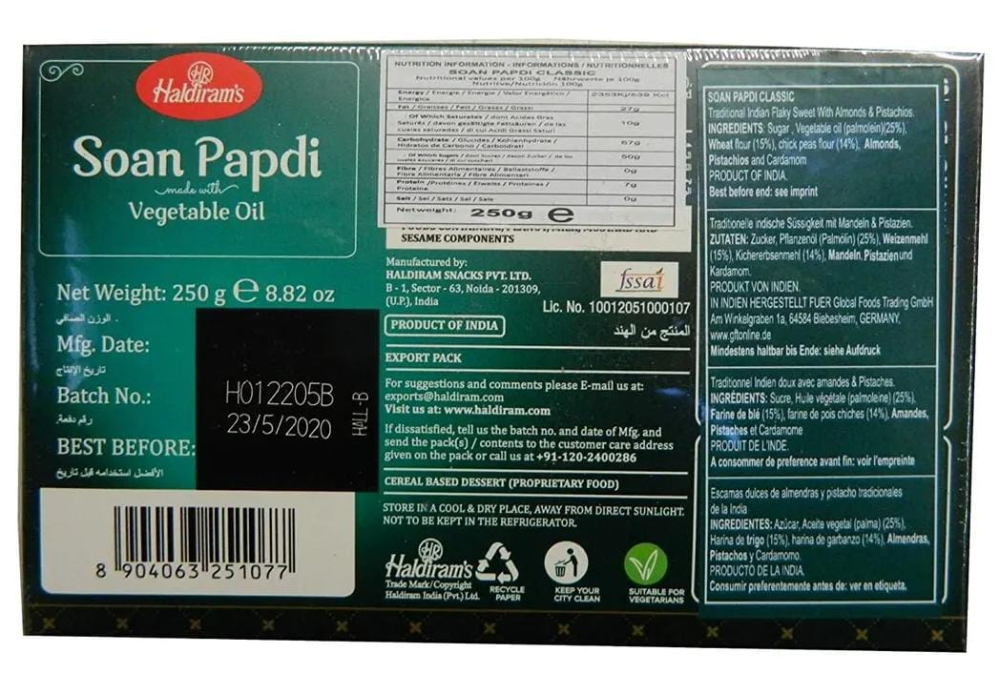 HR
Haldiram's
Soan Papdi
made with
Vegetable Oil
Net Weight: 250 g e 8.82 oz
الوزن الصافي
Mfg. Date:
تاريخ الإنتاج
Batch No.:
رقم دفعة
BEST BEFORE:
الأفضل استخدامه قبل تاريخ
H012205B
23/5/2020
HALL-B
8 904063 251077
NUTRITION INFORMATION - INFORMATIONS / NUTRITIONNELLES
SOAN PAPDI CLASSIC
Nutritional values per 100g Nährwerte je 100g
Nutritive/Nutrición 100g
Energy / Energie / Energie / Valor Energético /
Energica
2353Kj/539 Kcl
Fat / Graisses / Fett / Grasas / Grassi
27g
- Of Which Saturates / dont Acides Gras
Saturés / davon gesättigte Fettsäuren / de las
cuales saturadas / di cui Acidi Grassi Saturi
10g
Carbohydrate / Glucides / Kohlenhydrate /
Hidratos de Carbono / Carboidrati
67g
- Of Which Sugars / dont Sucres / davon Zucker / de los
50g
Fibre / Fibres Alimentaires / Ballaststoffe /
Fibra Alimentaria / Fibre Alimentari
0g
Protein /Protéines / Eiweiss / Proteinas /
Proteine
7g
Salt / Sel / Salz / Sal / Sale
0g
Netweight: 250g e
SESAME COMPONENTS
Manufactured by:
HALDIRAM SNACKS PVT. LTD.
B - 1, Sector - 63, Noida - 201309,
(U.P.), India
fssai
Lic. No. 10012051000107
PRODUCT OF INDIA
المنتج من الهند
EXPORT PACK
For suggestions and comments please E-mail us at:
exports@haldiram.com
Visit us at: www.haldiram.com
If dissatisfied, tell us the batch no. and date of Mfg. and
send the pack(s) / contents to the customer care address
given on the pack or call us at +91-120-2400286
CEREAL BASED DESSERT (PROPRIETARY FOOD)
STORE IN A COOL & DRY PLACE, AWAY FROM DIRECT SUNLIGHT.
NOT TO BE KEPT IN THE REFRIGERATOR.
HR
Haldiram's
Trade Mark/Copyright
Haldiram India (Pvt.) Ltd.
RECYCLE
PAPER
KEEP YOUR
CITY CLEAN
SUITABLE FOR
VEGETARIANS
SOAN PAPDI CLASSIC
Traditional Indian Flaky Sweet With Almonds & Pistachios.
INGREDIENTS: Sugar , Vegetable oil (palmolein)(25%),
Wheat flour (15%), chick peas flour (14%), Almonds,
Pistachios and Cardamom
PRODUCT OF INDIA.
Best before end: see imprint
Traditionelle indische Süssigkeit mit Mandeln & Pistazien.
ZUTATEN: Zucker, Pflanzenöl (Palmölin) (25%), Weizenmehl
(15%), Kichererbsenmehl (14%), Mandeln, Pistazien und
Kardamom.
PRODUKT VON INDIEN.
IN INDIEN HERGESTELLT FUER Global Foods Trading GmbH
Am Winkelgraben 1a, 64584 Biebesheim, GERMANY,
www.gftonline.de
Mindestens haltbar bis Ende: siehe Aufdruck
Traditionnel Indien doux avec amandes & Pistaches.
INGRÉDIENTS: Sucre, Huile végétale (palmoleine) (25%),
Farine de blé (15%), farine de pois chiches (14%), Amandes,
Pistaches et Cardamome
PRODUIT DE L'INDE.
A consommer de preference avant fin: voir l'empreinte
Escamas dulces de almendras y pistacho tradicionales
de la India
INGREDIENTES: Azúcar, Aceite vegetal (palma) (25%),
Harina de trigo (15%), harina de garbanzo (14%), Almendras,
Pistachos y Cardamomo.
PRODUCTO DE LA INDIA.
Consumir preferentemente antes de: ver en etiqueta.